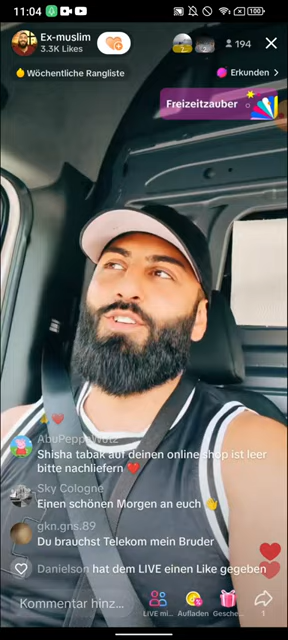 11:04
100
Ex-muslim
3.3K Likes
194
Wöchentliche Rangliste
Erkunden >
Freizeitzauber
AbuPeppaWutz
Shisha tabak auf deinen online shop ist leer
bitte nachliefern
Sky Cologne
Einen schönen Morgen an euch
gkn.gns.89
Du brauchst Telekom mein Bruder
Danielson hat dem LIVE einen Like gegeben
Kommentar hinz...
LIVE mi...
Aufladen
Gesche...
1